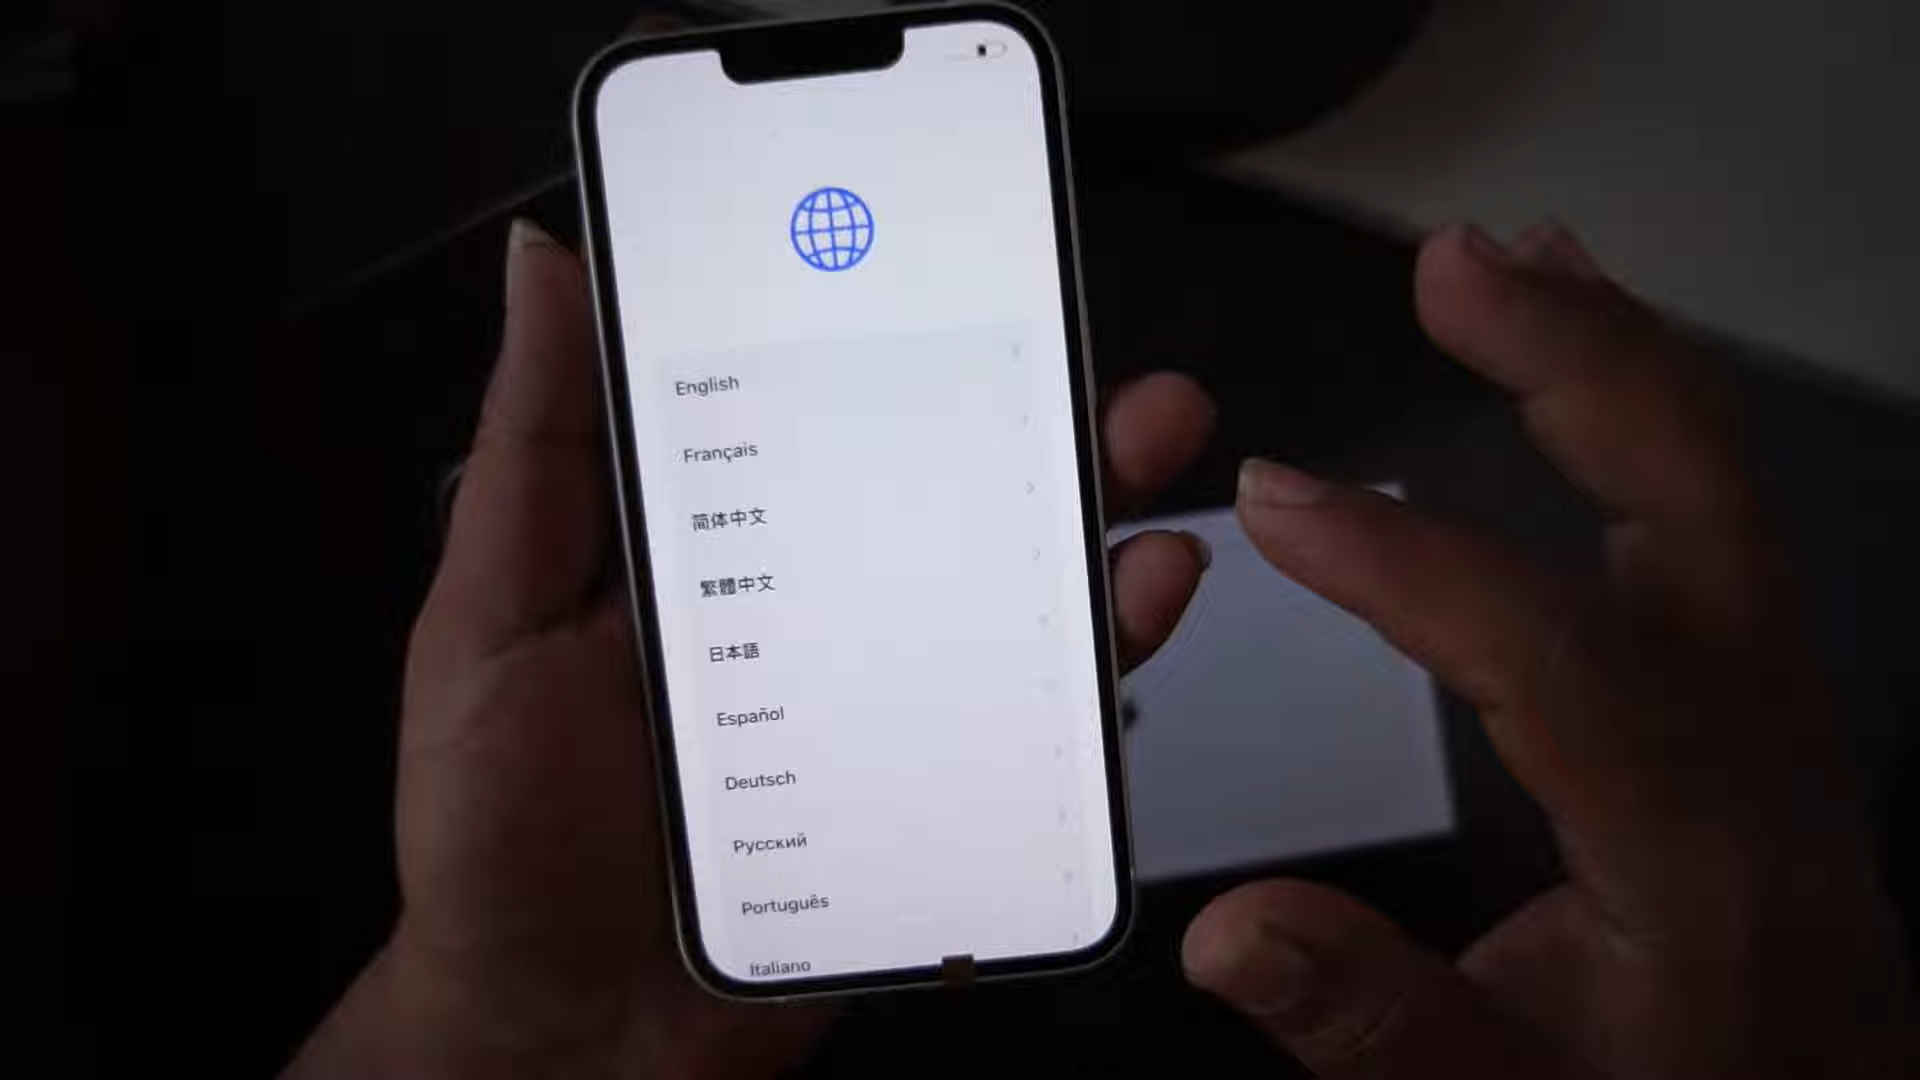 English
Français
简体中文
繁體中文
日本語
Español
Deutsch
Русский
Português
Italiano